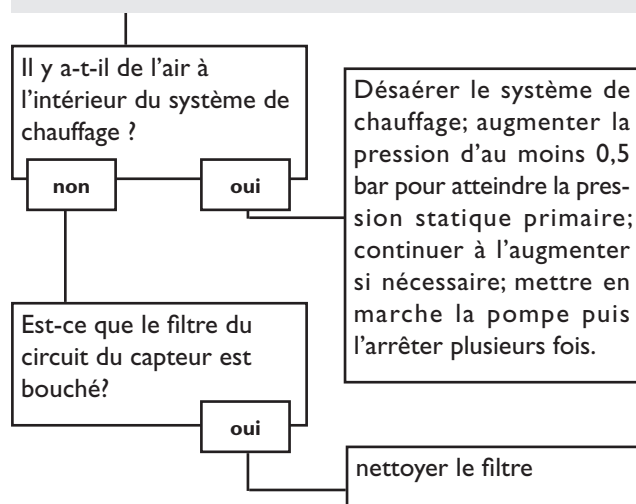 Il y a-t-il de l'air à
l'intérieur du système de
chauffage ?
non
oui
Désaérer le système de
chauffage; augmenter la
pression d'au moins 0,5
bar pour atteindre la pres-
sion statique primaire;
continuer à l'augmenter
si nécessaire; mettre en
marche la pompe puis
l'arrêter plusieurs fois.
Est-ce que le filtre du
circuit du capteur est
bouché?
oui
nettoyer le filtre